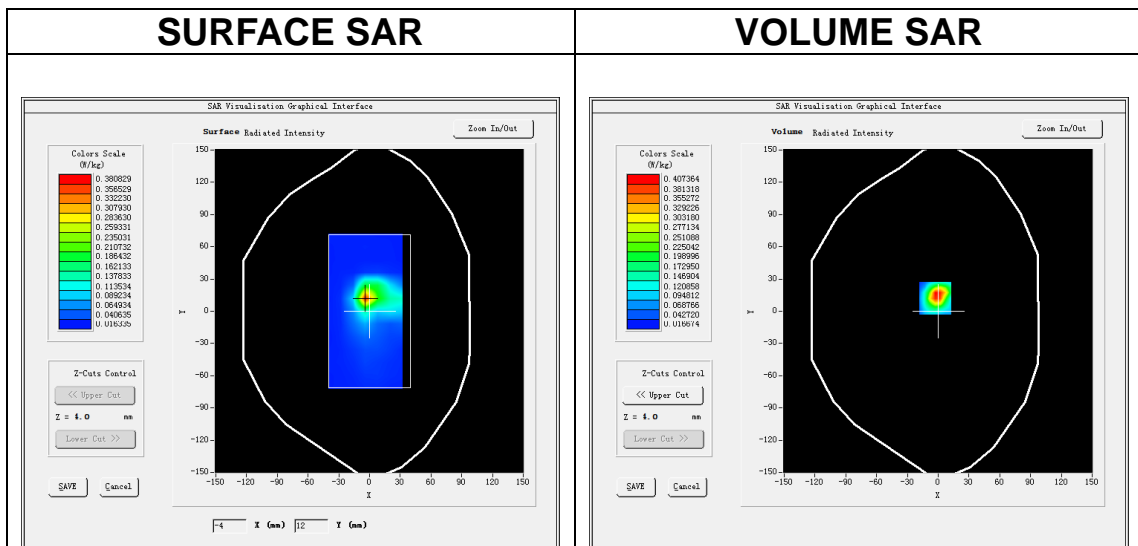 SURFACE SAR
VOLUME SAR
SAR Visualisation Graphical Interface
Surface Radiated Intensity
Zoom In/Out
Colors Scale
(W/kg)
0.380829
0.356529
0.332230
0.307930
0.283630
0.259331
0.235031
0.210732
0.186432
0.162133
0.137833
0.113534
0.089234
0.064934
0.040635
0.016335
150
120
90
60
30
0
-30
-60
-90
-120
-150
Y
-150 -120 -90 -60 -30 0 30 60 90 120 150
X
Z-Cuts Control
<< Upper Cut
Z = 4.0 mm
Lower Cut >>
SAVE Cancel
-4 X (mm) 12 Y (mm)
SAR Visualisation Graphical Interface
Volume Radiated Intensity
Zoom In/Out
Colors Scale
(W/kg)
0.407364
0.381318
0.355272
0.329226
0.303180
0.277134
0.251088
0.225042
0.198996
0.172950
0.146904
0.120858
0.094812
0.068766
0.042720
0.016674
150
120
90
60
30
0
-30
-60
-90
-120
-150
Y
-150 -120 -90 -60 -30 0 30 60 90 120 150
X
Z-Cuts Control
<< Upper Cut
Z = 4.0 mm
Lower Cut >>
SAVE Cancel